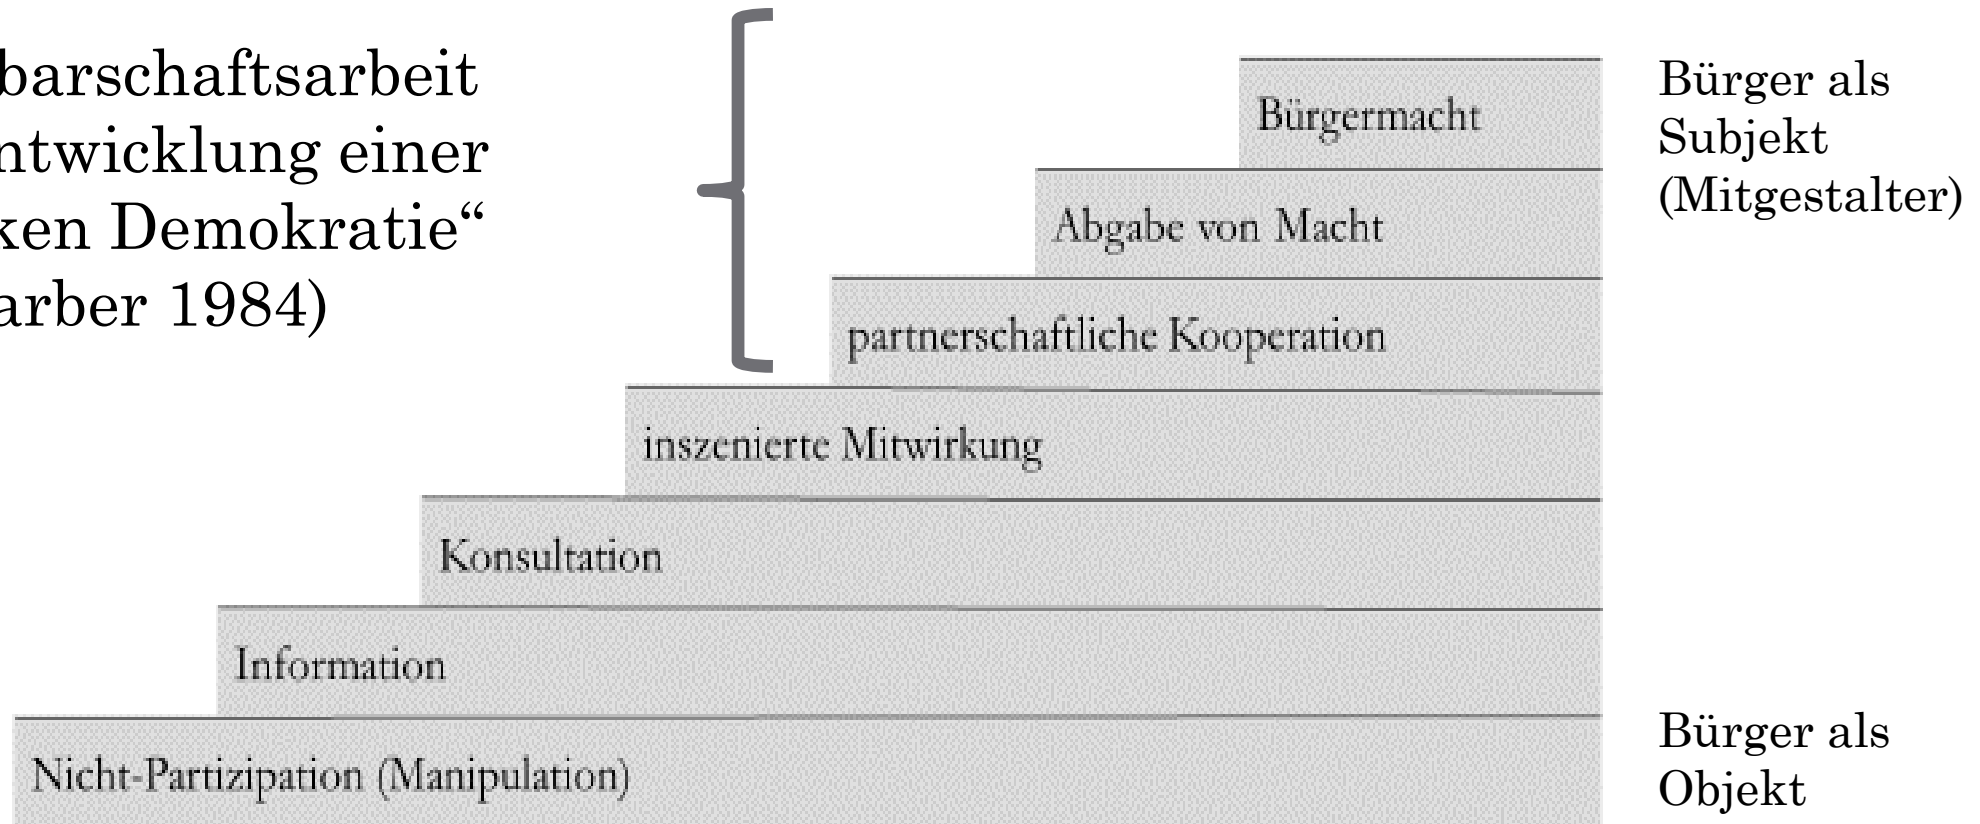 barschaftsarbeit
ntwicklung einer
ken Demokratie“
arber 1984)
Bürgermacht
Abgabe von Macht
partnerschaftliche Kooperation
inszenierte Mitwirkung
Konsultation
Information
Nicht-Partizipation (Manipulation)
Bürger als
Subjekt
(Mitgestalter)
Bürger als
Objekt